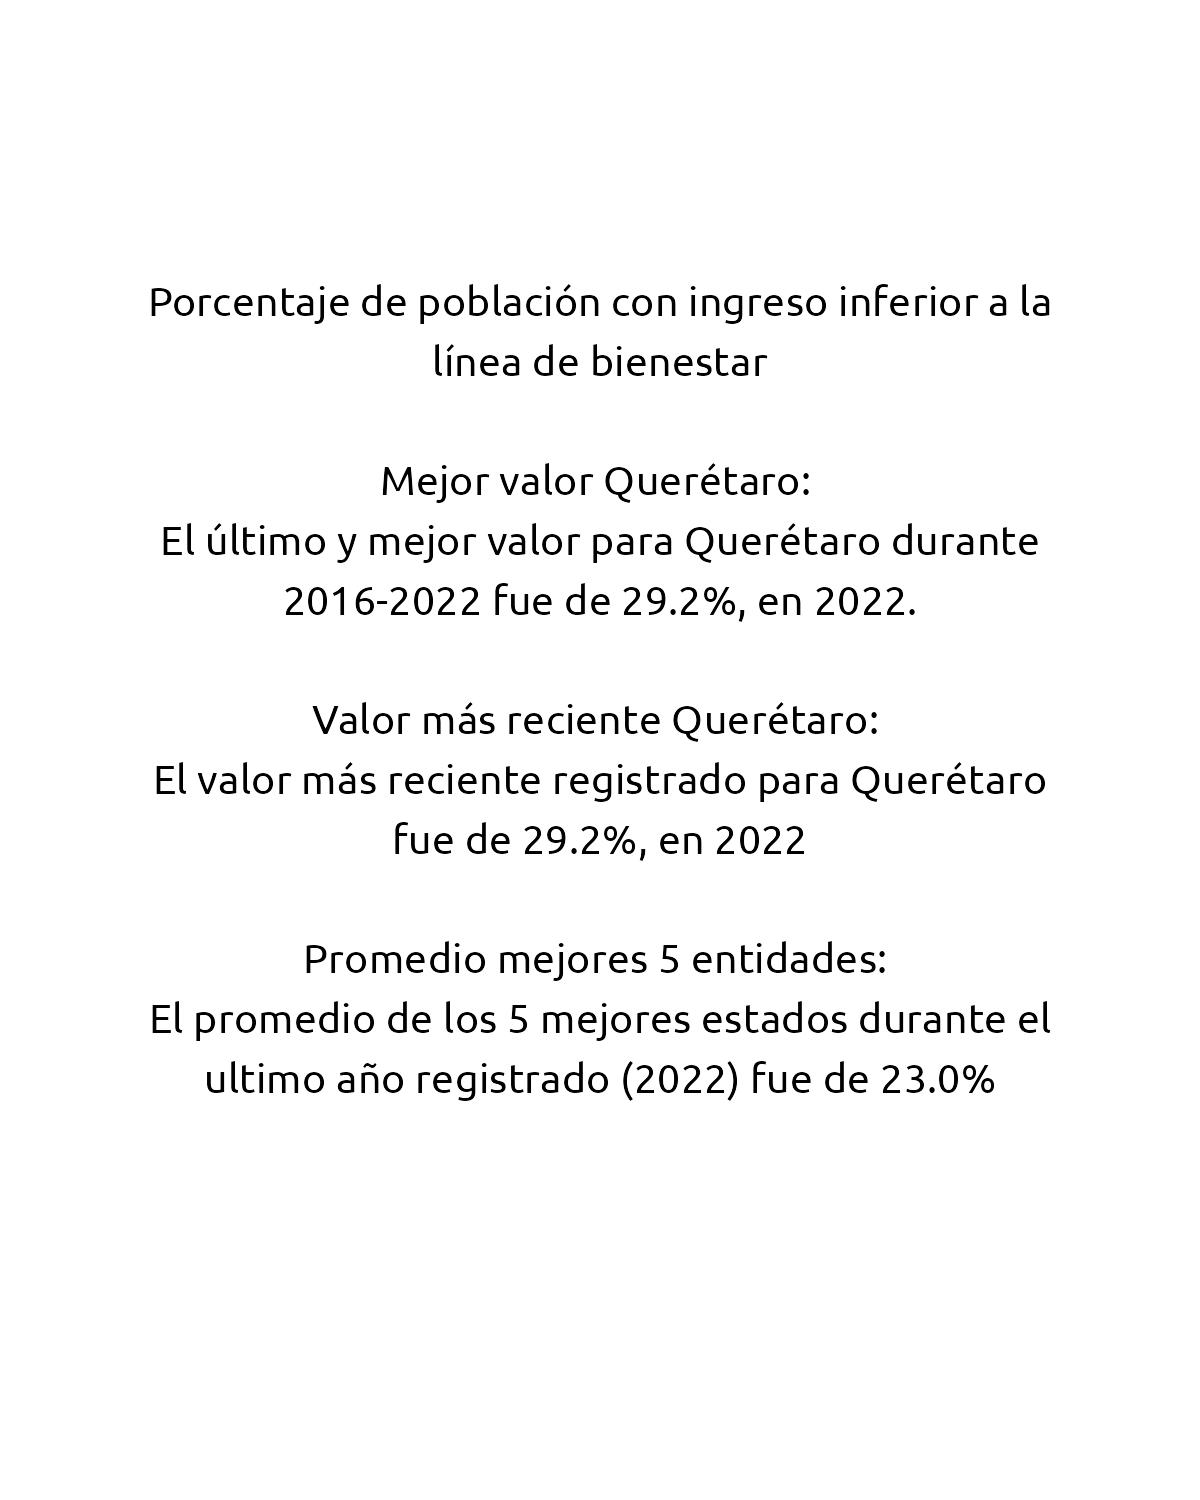 Porcentaje de población con ingreso inferior a la
línea de bienestar
Mejor valor Querétaro:
El último y mejor valor para Querétaro durante
2016-2022 fue de 29.2%, en 2022.
Valor más reciente Querétaro:
El valor más reciente registrado para Querétaro
fue de 29.2%, en 2022
Promedio mejores 5 entidades:
El promedio de los 5 mejores estados durante el
ultimo año registrado (2022) fue de 23.0%